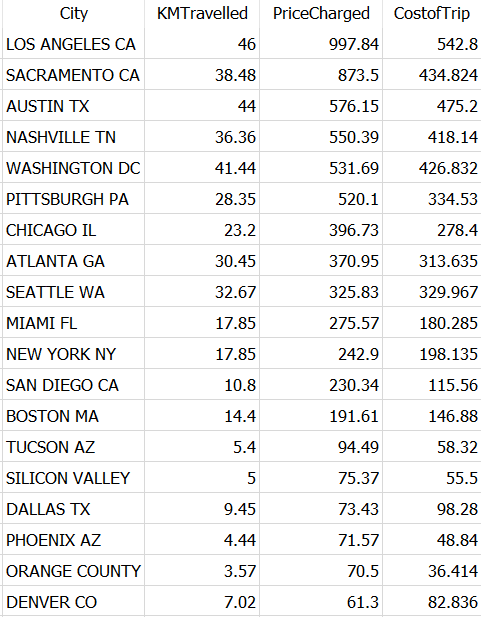 City KMTravelled PriceCharged CostofTrip
LOS ANGELES CA 46 997.84 542.8
SACRAMENTO CA 38.48 873.5 434.824
AUSTIN TX 44 576.15 475.2
NASHVILLE TN 36.36 550.39 418.14
WASHINGTON DC 41.44 531.69 426.832
PITTSBURGH PA 28.35 520.1 334.53
CHICAGO IL 23.2 396.73 278.4
ATLANTA GA 30.45 370.95 313.635
SEATTLE WA 32.67 325.83 329.967
MIAMI FL 17.85 275.57 180.285
NEW YORK NY 17.85 242.9 198.135
SAN DIEGO CA 10.8 230.34 115.56
BOSTON MA 14.4 191.61 146.88
TUCSON AZ 5.4 94.49 58.32
SILICON VALLEY 5 75.37 55.5
DALLAS TX 9.45 73.43 98.28
PHOENIX AZ 4.44 71.57 48.84
ORANGE COUNTY 3.57 70.5 36.414
DENVER CO 7.02 61.3 82.836